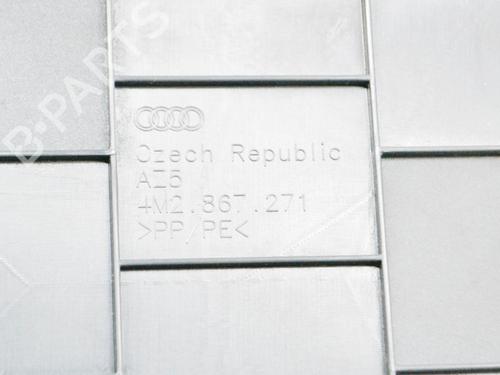 B-PARTS
Czech Republic
AZ5
4M2.867.271
>PP/PE<